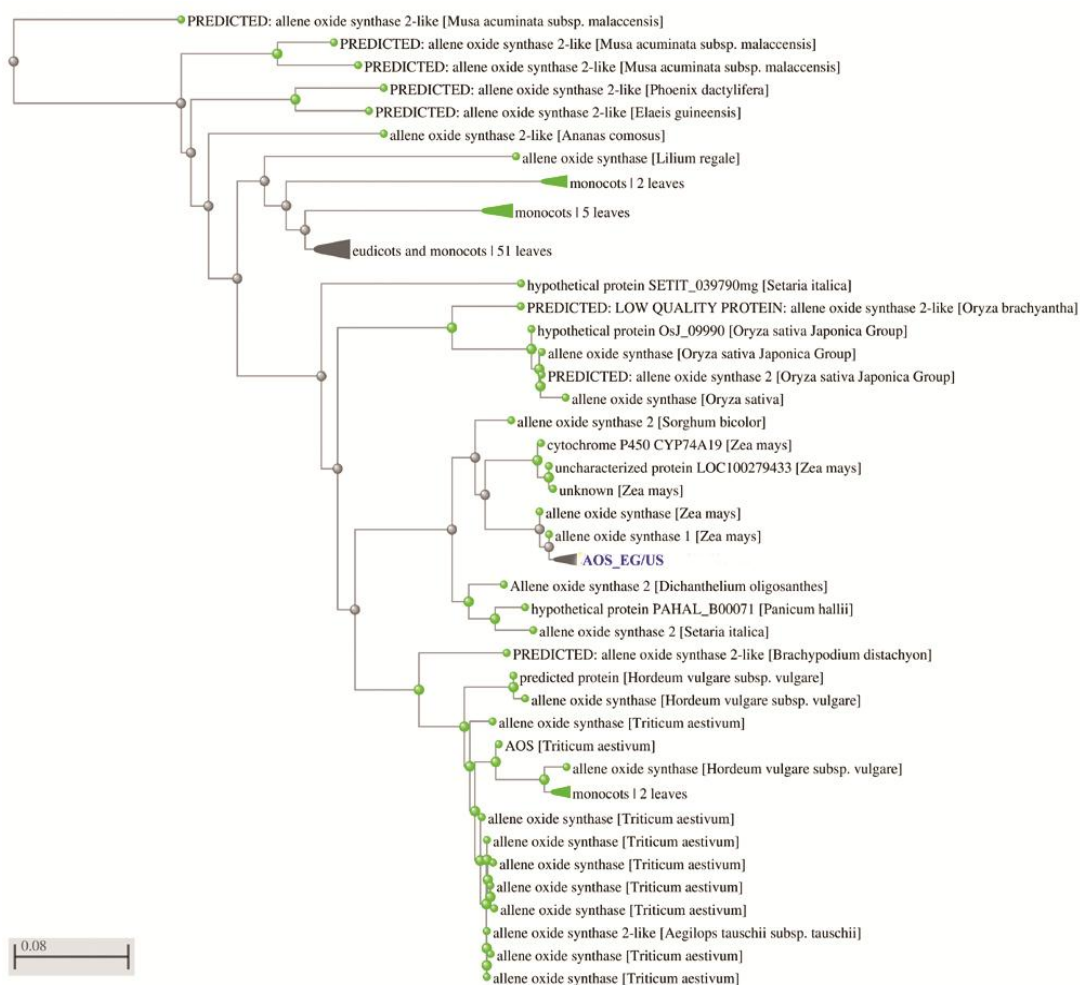 PREDICTED: allene oxide synthase 2-like [Musa acuminata subsp. malaccensis]
PREDICTED: allene oxide synthase 2-like [Musa acuminata subsp. malaccensis]
PREDICTED: allene oxide synthase 2-like [Musa acuminata subsp. malaccensis]
PREDICTED: allene oxide synthase 2-like [Phoenix dactylifera]
PREDICTED: allene oxide synthase 2-like [Elaeis guineensis]
allene oxide synthase 2-like [Ananas comosus]
allene oxide synthase [Lilium regale]
monocots | 2 leaves
monocots | 5 leaves
eudicots and monocots | 51 leaves
hypothetical protein SETIT_039790mg [Setaria italica]
PREDICTED: LOW QUALITY PROTEIN: allene oxide synthase 2-like [Oryza brachyantha]
hypothetical protein OsJ_09990 [Oryza sativa Japonica Group]
allene oxide synthase [Oryza sativa Japonica Group]
PREDICTED: allene oxide synthase 2 [Oryza sativa Japonica Group]
allene oxide synthase [Oryza sativa]
allene oxide synthase 2 [Sorghum bicolor]
cytochrome P450 CYP74A19 [Zea mays]
uncharacterized protein LOC100279433 [Zea mays]
unknown [Zea mays]
allene oxide synthase [Zea mays]
allene oxide synthase 1 [Zea mays]
AOS_EG/US
Allene oxide synthase 2 [Dichanthelium oligosanthes]
hypothetical protein PAHAL_B00071 [Panicum hallii]
allene oxide synthase 2 [Setaria italica]
PREDICTED: allene oxide synthase 2-like [Brachypodium distachyon]
predicted protein [Hordeum vulgare subsp. vulgare]
allene oxide synthase [Hordeum vulgare subsp. vulgare]
allene oxide synthase [Triticum aestivum]
AOS [Triticum aestivum]
allene oxide synthase [Hordeum vulgare subsp. vulgare]
monocots | 2 leaves
allene oxide synthase [Triticum aestivum]
allene oxide synthase [Triticum aestivum]
allene oxide synthase [Triticum aestivum]
allene oxide synthase [Triticum aestivum]
allene oxide synthase [Triticum aestivum]
allene oxide synthase 2-like [Aegilops tauschii subsp. tauschii]
allene oxide synthase [Triticum aestivum]
allene oxide synthase [Triticum aestivum]
0.08